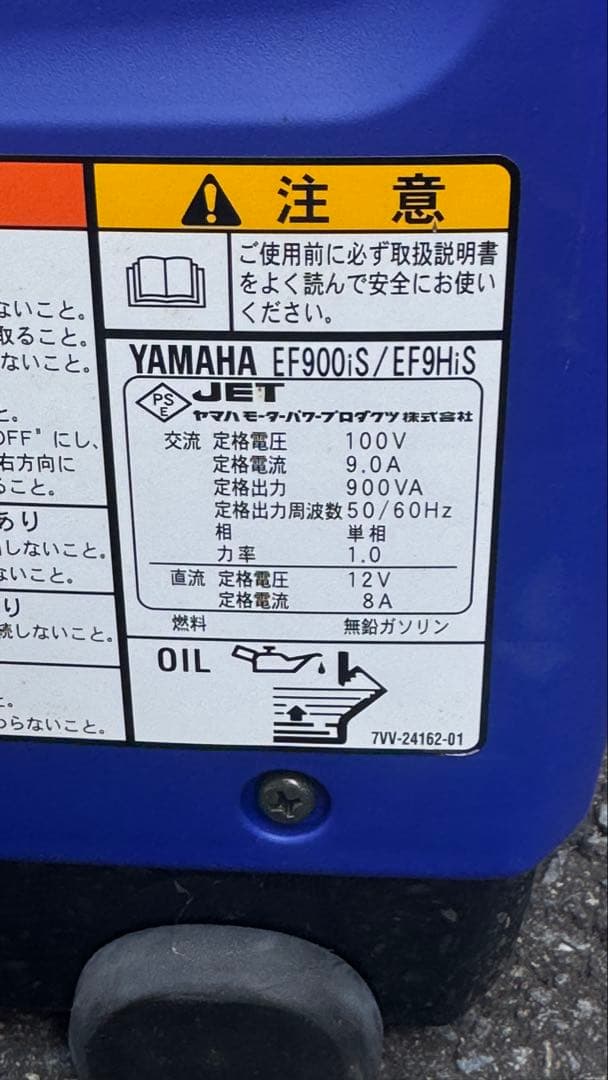 注意
ご使用前に必ず取扱説明書
をよく読んで安全にお使い
ください。
ないこと。
取ること。
ないこと。
と。
OFF" にし、
右方向に
ること。
あり
しないこと。
ないこと。
り
続しないこと。
と。
わらないこと。
YAMAHA EF900iS/EF9HiS
PS
E
JET
ヤマハモーターパワープロダクツ株式会社
交流 定格電圧 100V
定格電流 9.0A
定格出力 900VA
定格出力周波数 50/60Hz
相 単相
力率 1.0
直流 定格電圧 12V
定格電流 8A
燃料 無鉛ガソリン
OIL
7VV-24162-01